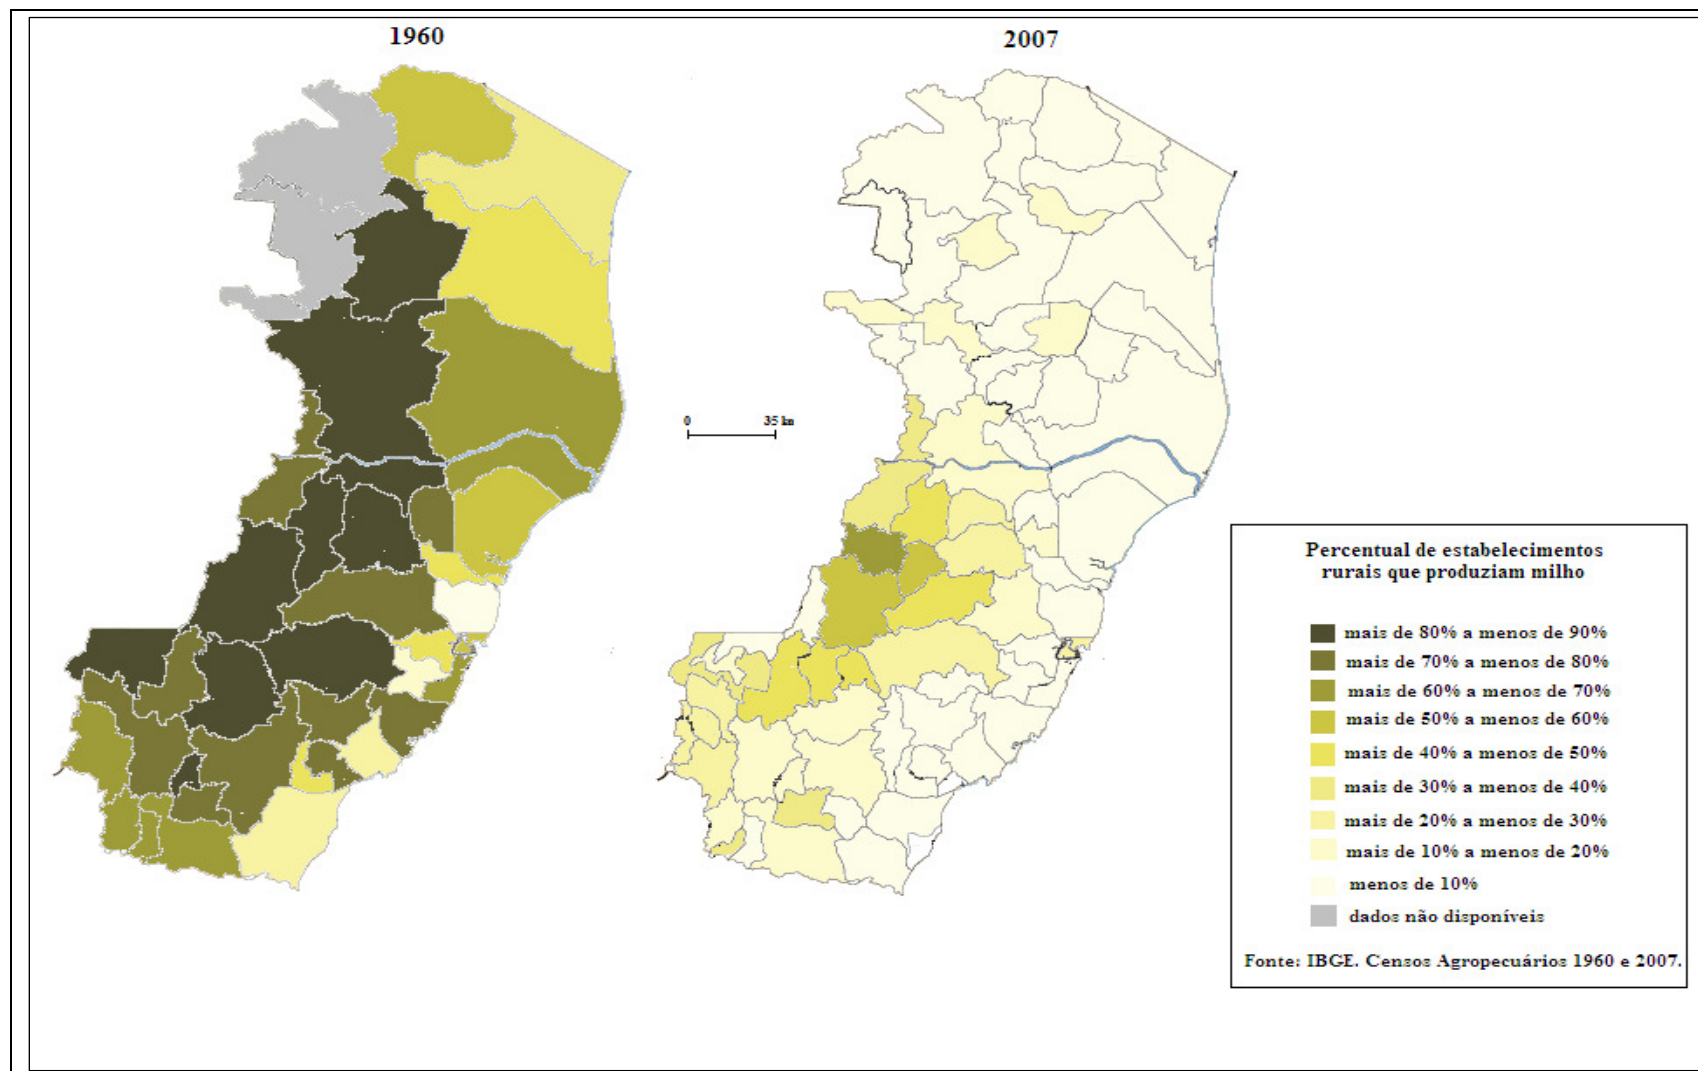 1960
2007
0 35 km
Percentual de estabelecimentos
rurais que produziam milho
mais de 80% a menos de 90%
mais de 70% a menos de 80%
mais de 60% a menos de 70%
mais de 50% a menos de 60%
mais de 40% a menos de 50%
mais de 30% a menos de 40%
mais de 20% a menos de 30%
mais de 10% a menos de 20%
menos de 10%
dados não disponíveis
Fonte: IBGE. Censos Agropecuários 1960 e 2007.